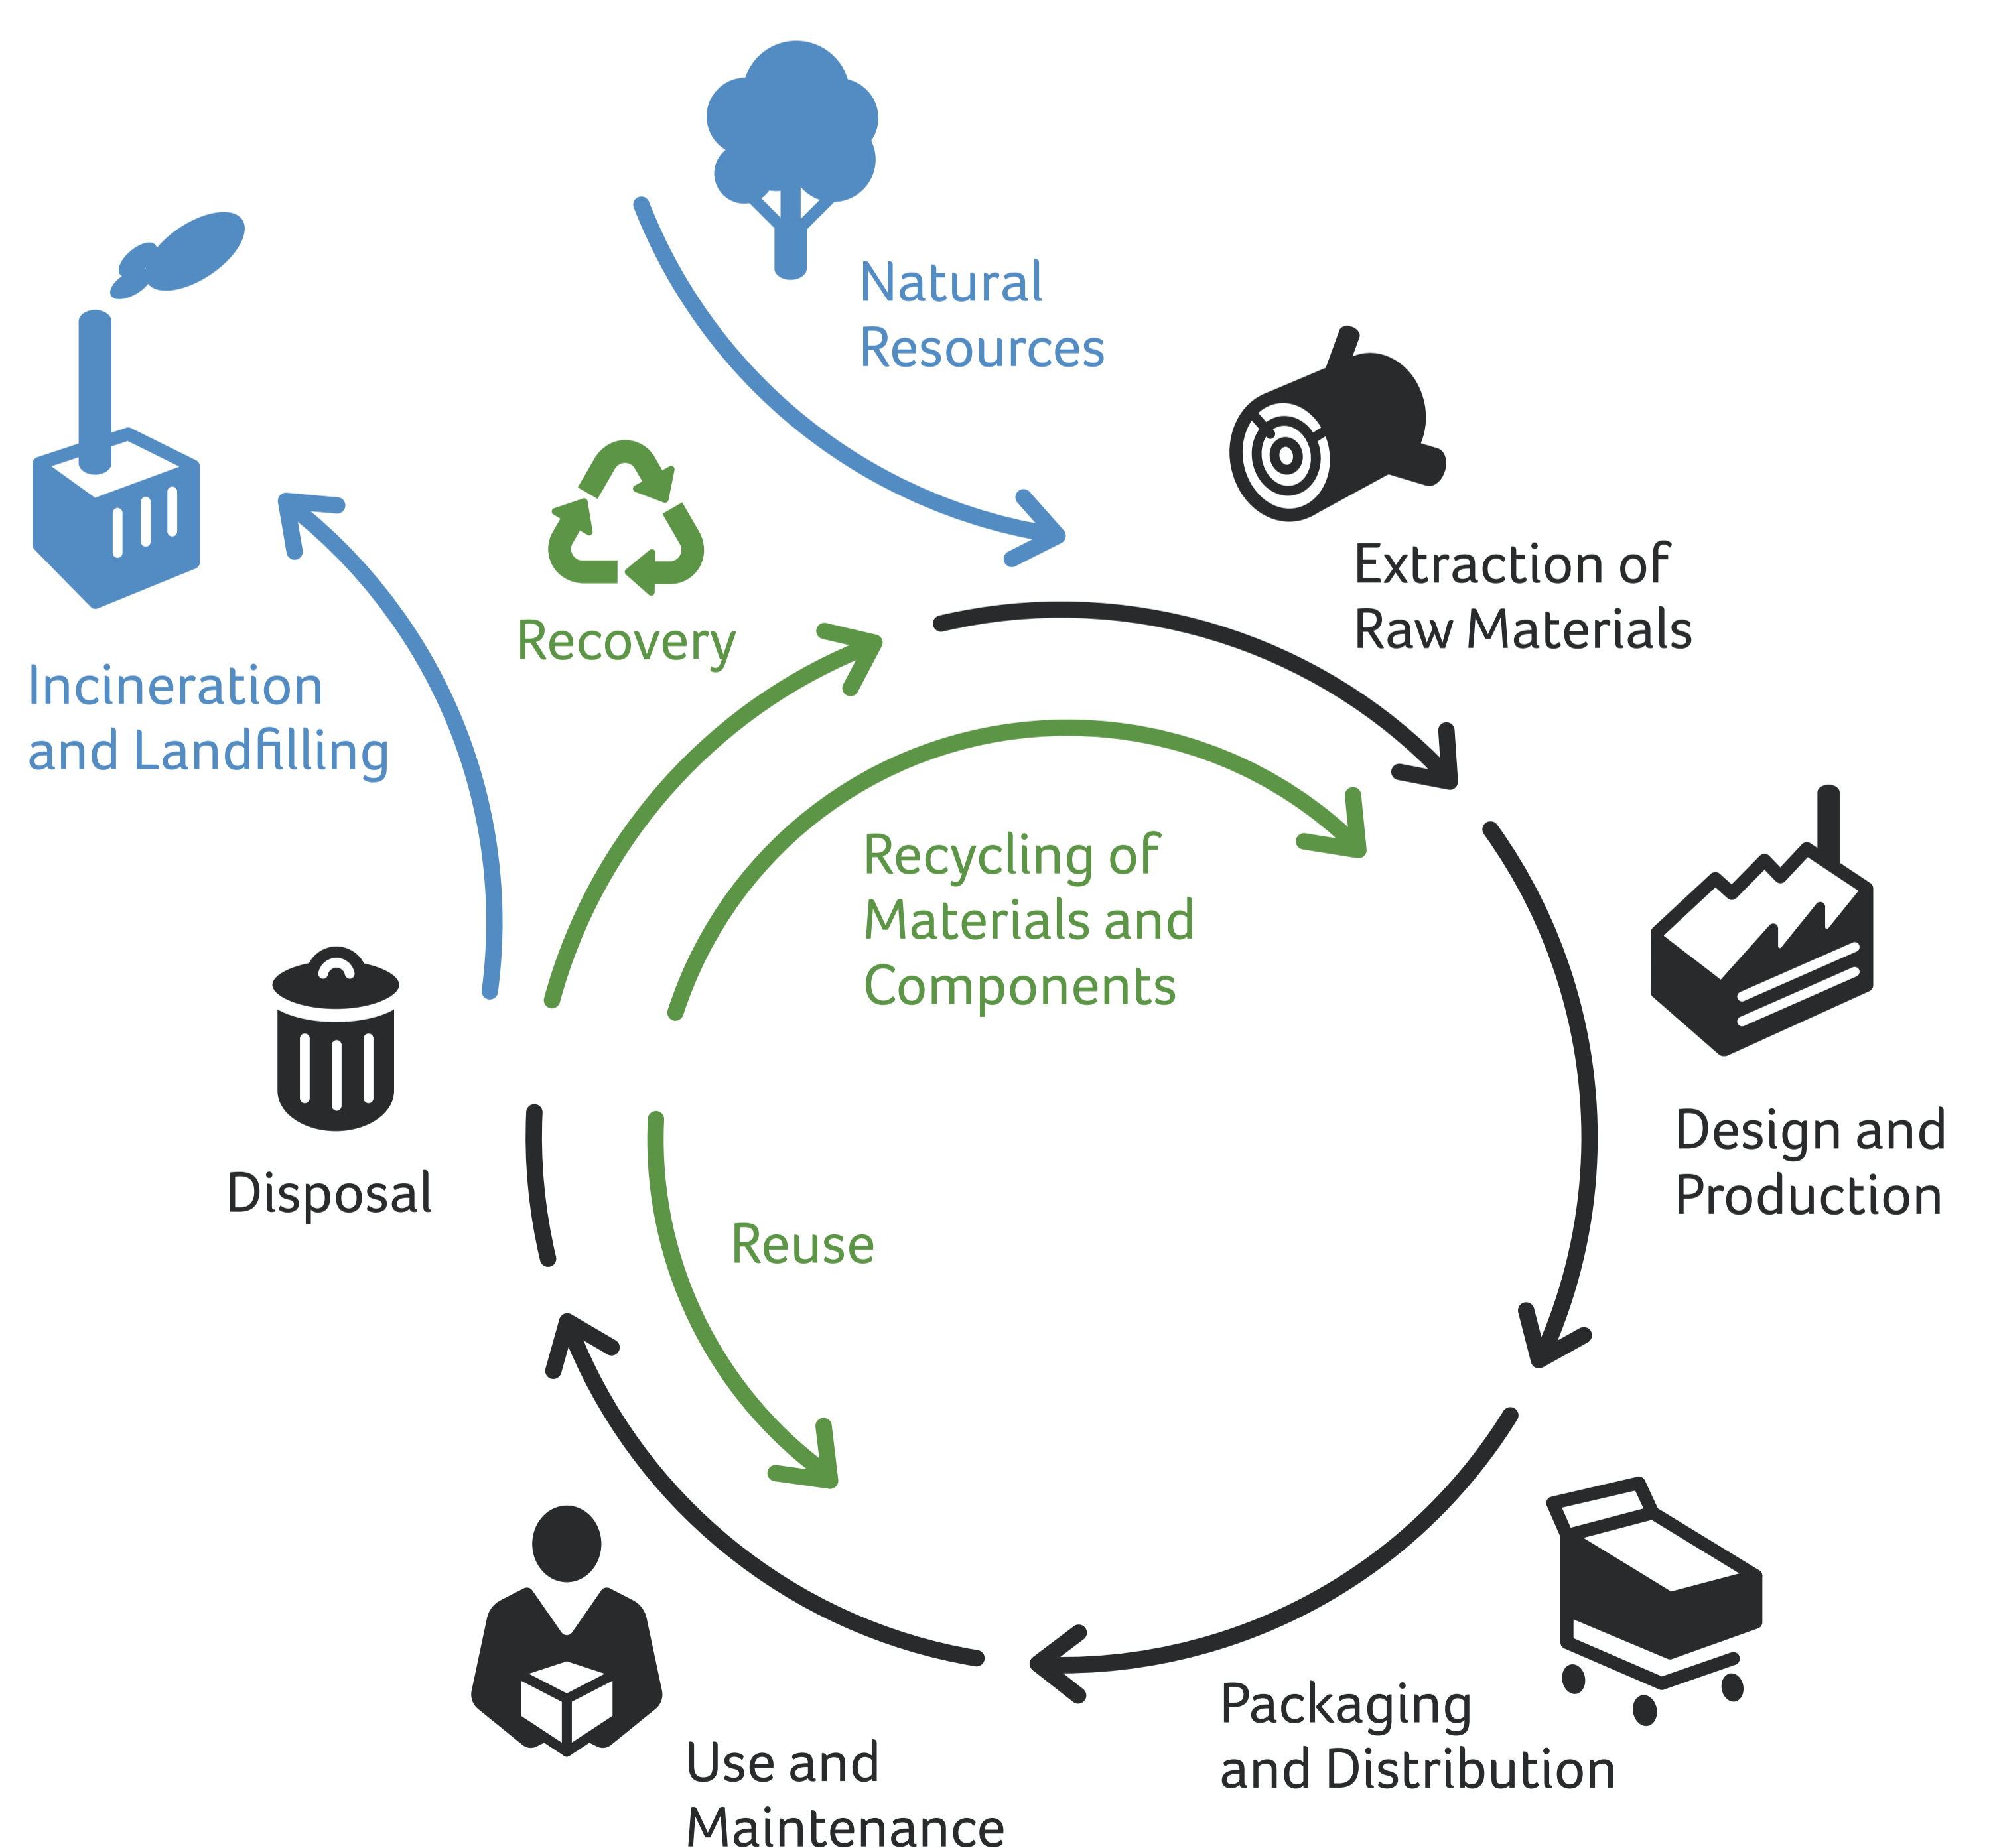 Natural
Resources
Extraction of
Raw Materials
Recovery
Incineration
and Landfilling
Recycling of
Materials and
Components
Design and
Production
Disposal
Reuse
Packaging
and Distribution
Use and
Maintenance